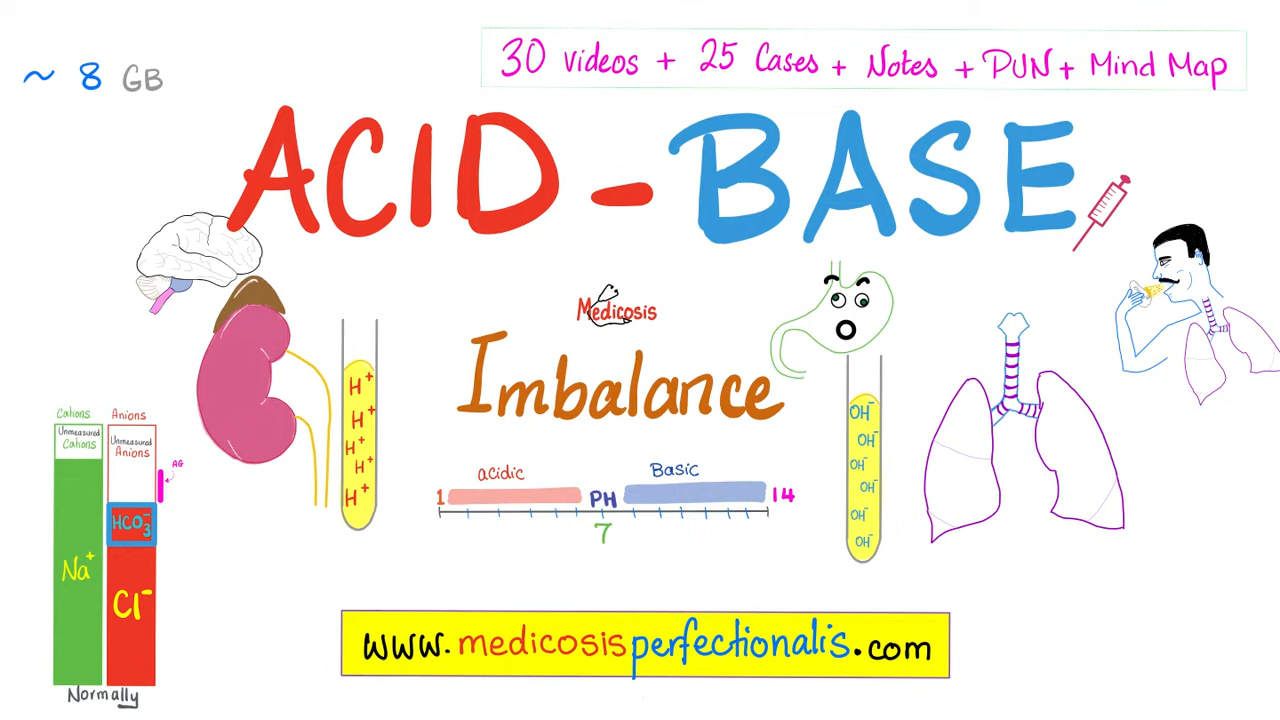 30 videos + 25 Cases + Notes + PUN + Mind Map
~ 8 GB
ACID - BASE
Medicosis
Imbalance
H+
H+
H+
H+
H+
OH-
OH-
OH-
OH-
OH-
OH-
Cations Anions
Unmeasured Cations
Unmeasured Anions
AG
HCO3-
Na+
Cl-
Normally
acidic Basic
1 PH 14
7
www.medicosisperfectionalis.com